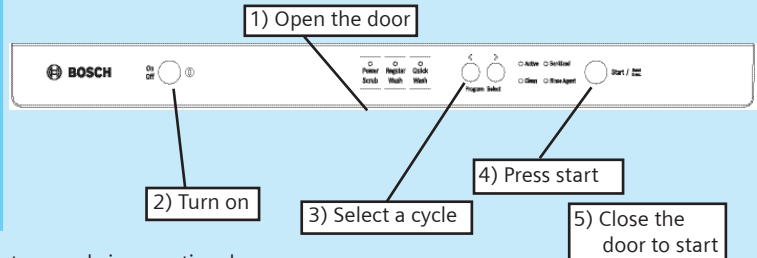 1) Open the door
BOSCH
On
Off
Power
Scrub
Regular
Wash
Quick
Wash
< >
Program Select
Active Sanitized
Clean Rinse Agent
Start /
2) Turn on
3) Select a cycle
4) Press start
5) Close the
door to start